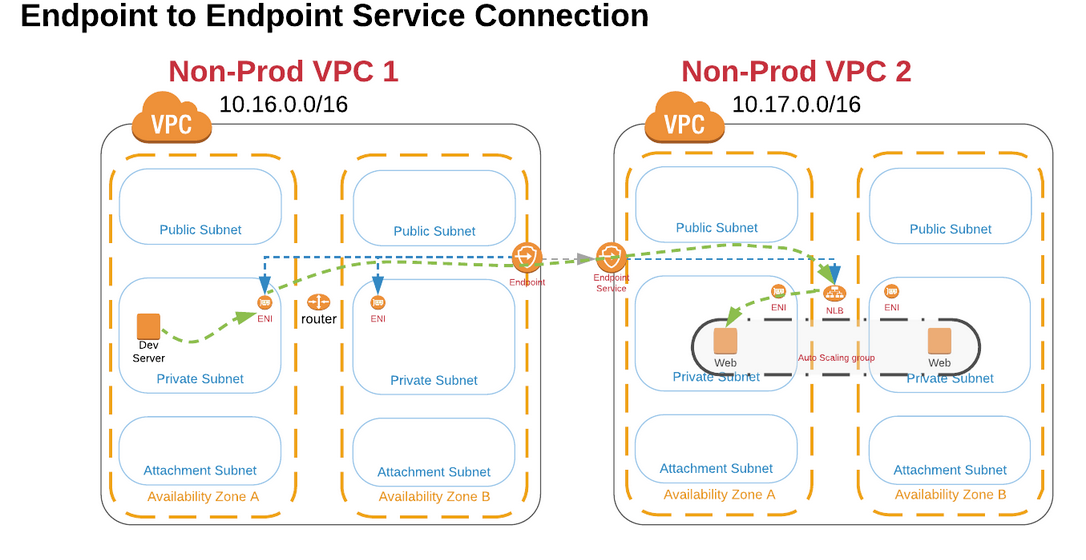 Endpoint to Endpoint Service Connection
Non-Prod VPC 1
Non-Prod VPC 2
10.16.0.0/16
10.17.0.0/16
VPC
VPC
Public Subnet
Public Subnet
Public Subnet
Public Subnet
Endpoint
Endpoint
Service
ENI
router
ENI
ENI
NLB
ENI
Dev
Server
Web
Auto Scaling group
Web
Private Subnet
Private Subnet
Private Subnet
Private Subnet
Attachment Subnet
Attachment Subnet
Attachment Subnet
Attachment Subnet
Availability Zone A
Availability Zone B
Availability Zone A
Availability Zone B